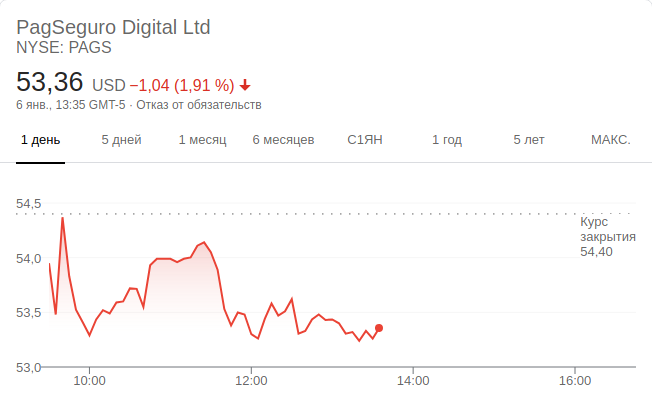 PagSeguro Digital Ltd
NYSE: PAGS
53,36 USD −1,04 (1,91 %)
6 янв., 13:35 GMT-5 · Отказ от обязательств
1 день 5 дней 1 месяц 6 месяцев С1ЯН 1 год 5 лет МАКС.
54,5
Курс
закрытия
54,40
54,0
53,5
53,0
10:00 12:00 14:00 16:00